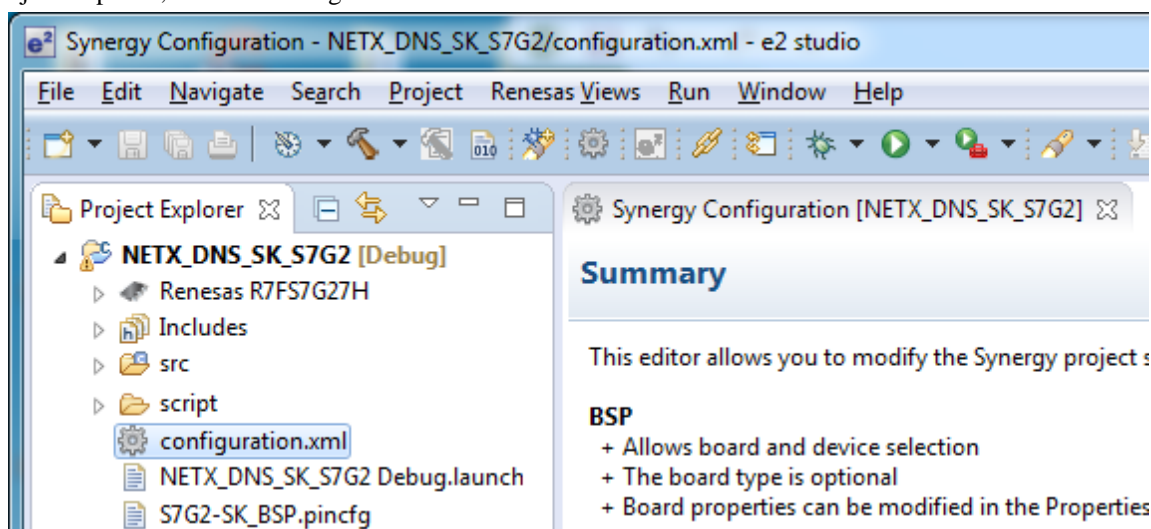 e² Synergy Configuration - NETX_DNS_SK_S7G2/configuration.xml - e2 studio
File Edit Navigate Search Project Renesas Views Run Window Help
010
Project Explorer
Synergy Configuration [NETX_DNS_SK_S7G2]
NETX_DNS_SK_S7G2 [Debug]
Summary
Renesas R7FS7G27H
h Includes
This editor allows you to modify the Synergy project s
src
script
BSP
configuration.xml
+ Allows board and device selection
NETX_DNS_SK_S7G2 Debug.launch
+ The board type is optional
S7G2-SK_BSP.pincfg
+ Board properties can be modified in the Properties